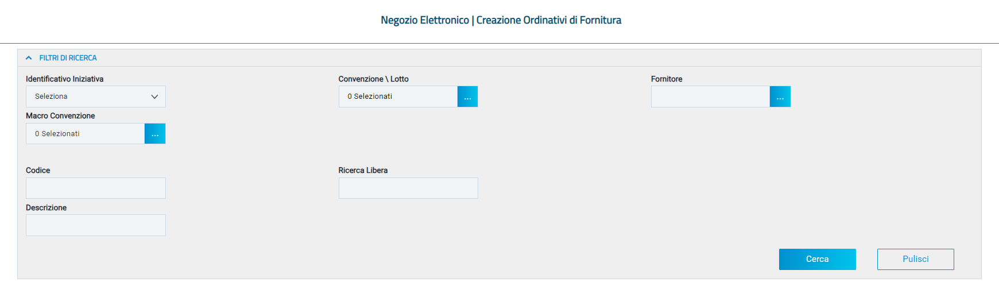 Negozio Elettronico | Creazione Ordinativi di Fornitura
FILTRI DI RICERCA
Identificativo Iniziativa
Seleziona
Convenzione \ Lotto
0 Selezionati
...
Fornitore
...
Macro Convenzione
0 Selezionati
...
Codice
Ricerca Libera
Descrizione
Cerca
Pulisci